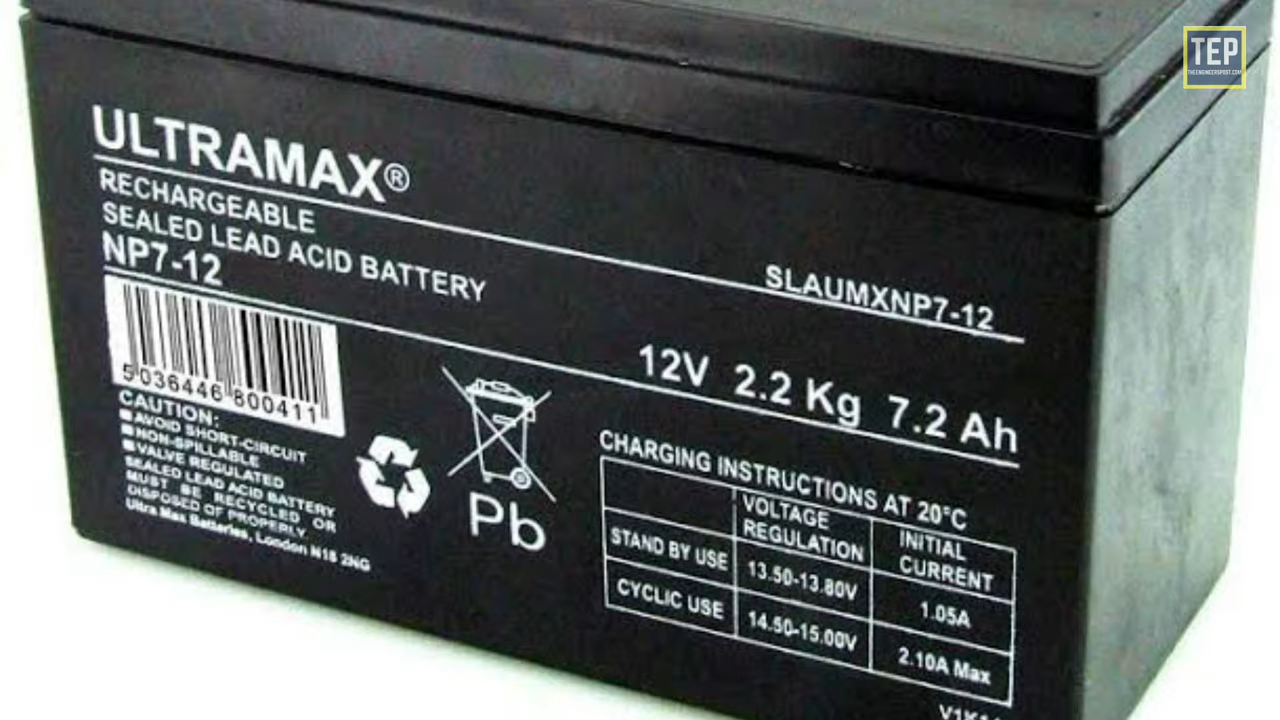 TEP
THEENGINEERSPOST.COM
ULTRAMAX®
RECHARGEABLE
SEALED LEAD ACID BATTERY
NP7-12
SLAUMXNP7-12
12V 2.2 Kg 7.2 Ah
5 036446 800411
CAUTION:
AVOID SHORT-CIRCUIT
NON-SPILLABLE
VALVE REGULATED
SEALED LEAD ACID BATTERY
MUST BE RECYCLED OR
DISPOSED OF PROPERLY.
Ultra Max Batteries, London N18 2NG
Pb
CHARGING INSTRUCTIONS AT 20°C
VOLTAGE REGULATION INITIAL CURRENT
STAND BY USE 13.50-13.80V 1.05A
CYCLIC USE 14.50-15.00V 2.10A Max